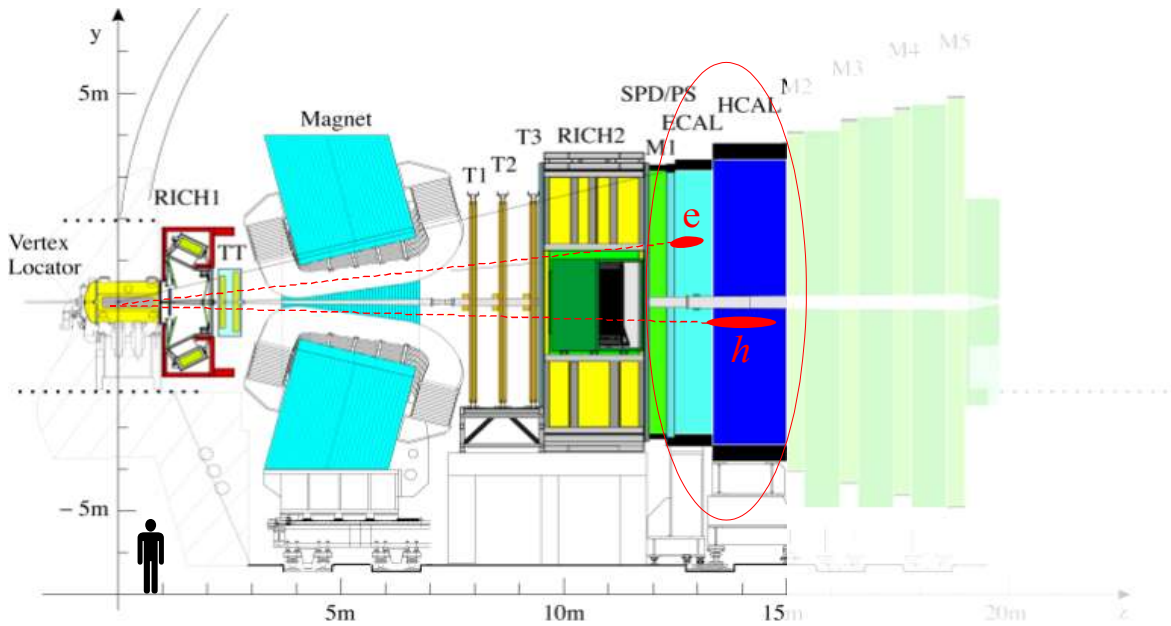 y
5m
Magnet
SPD/PS
HCAL
ECAL
M1
M2
M3
M4
M5
T1
T2
T3
RICH2
RICH1
TT
Vertex
Locator
e
h
- 5m
5m
10m
15m
20m
z